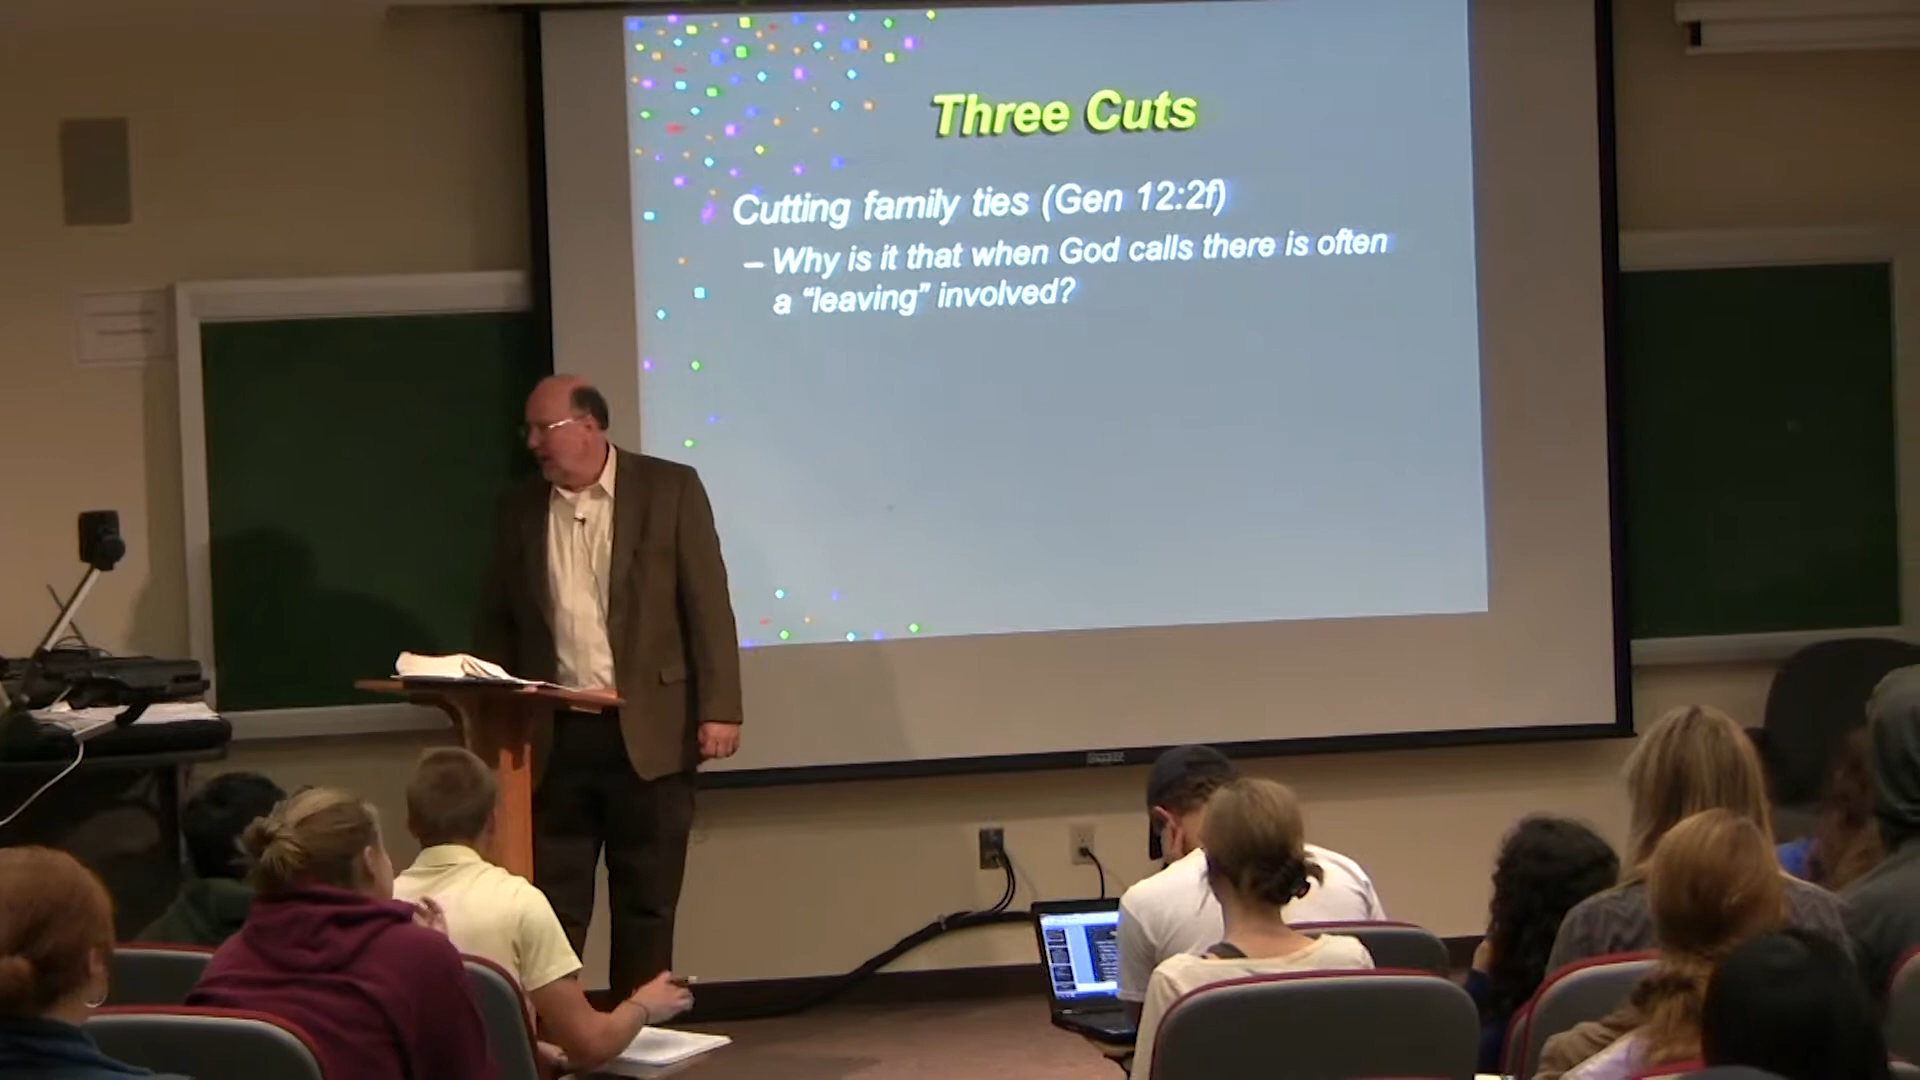 Three Cuts
Cutting family ties (Gen 12:2f)
– Why is it that when God calls there is often
a “leaving” involved?